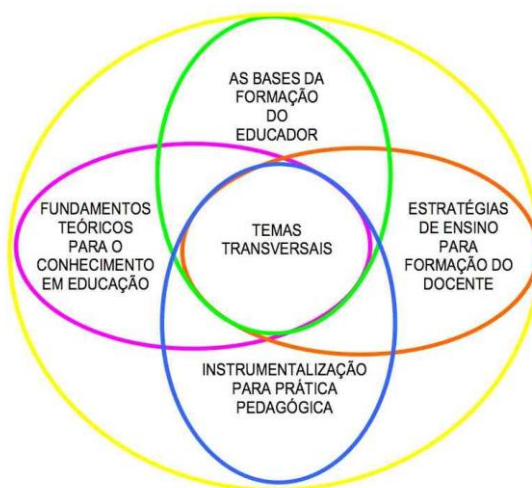 AS BASES DA
FORMAÇÃO
DO
EDUCADOR
FUNDAMENTOS
TEÓRICOS
PARA O
CONHECIMENTO
EM EDUCAÇÃO
TEMAS
TRANSVERSAIS
ESTRATÉGIAS
DE ENSINO
PARA
FORMAÇÃO DO
DOCENTE
INSTRUMENTALIZAÇÃO
PARA PRÁTICA
PEDAGÓGICA